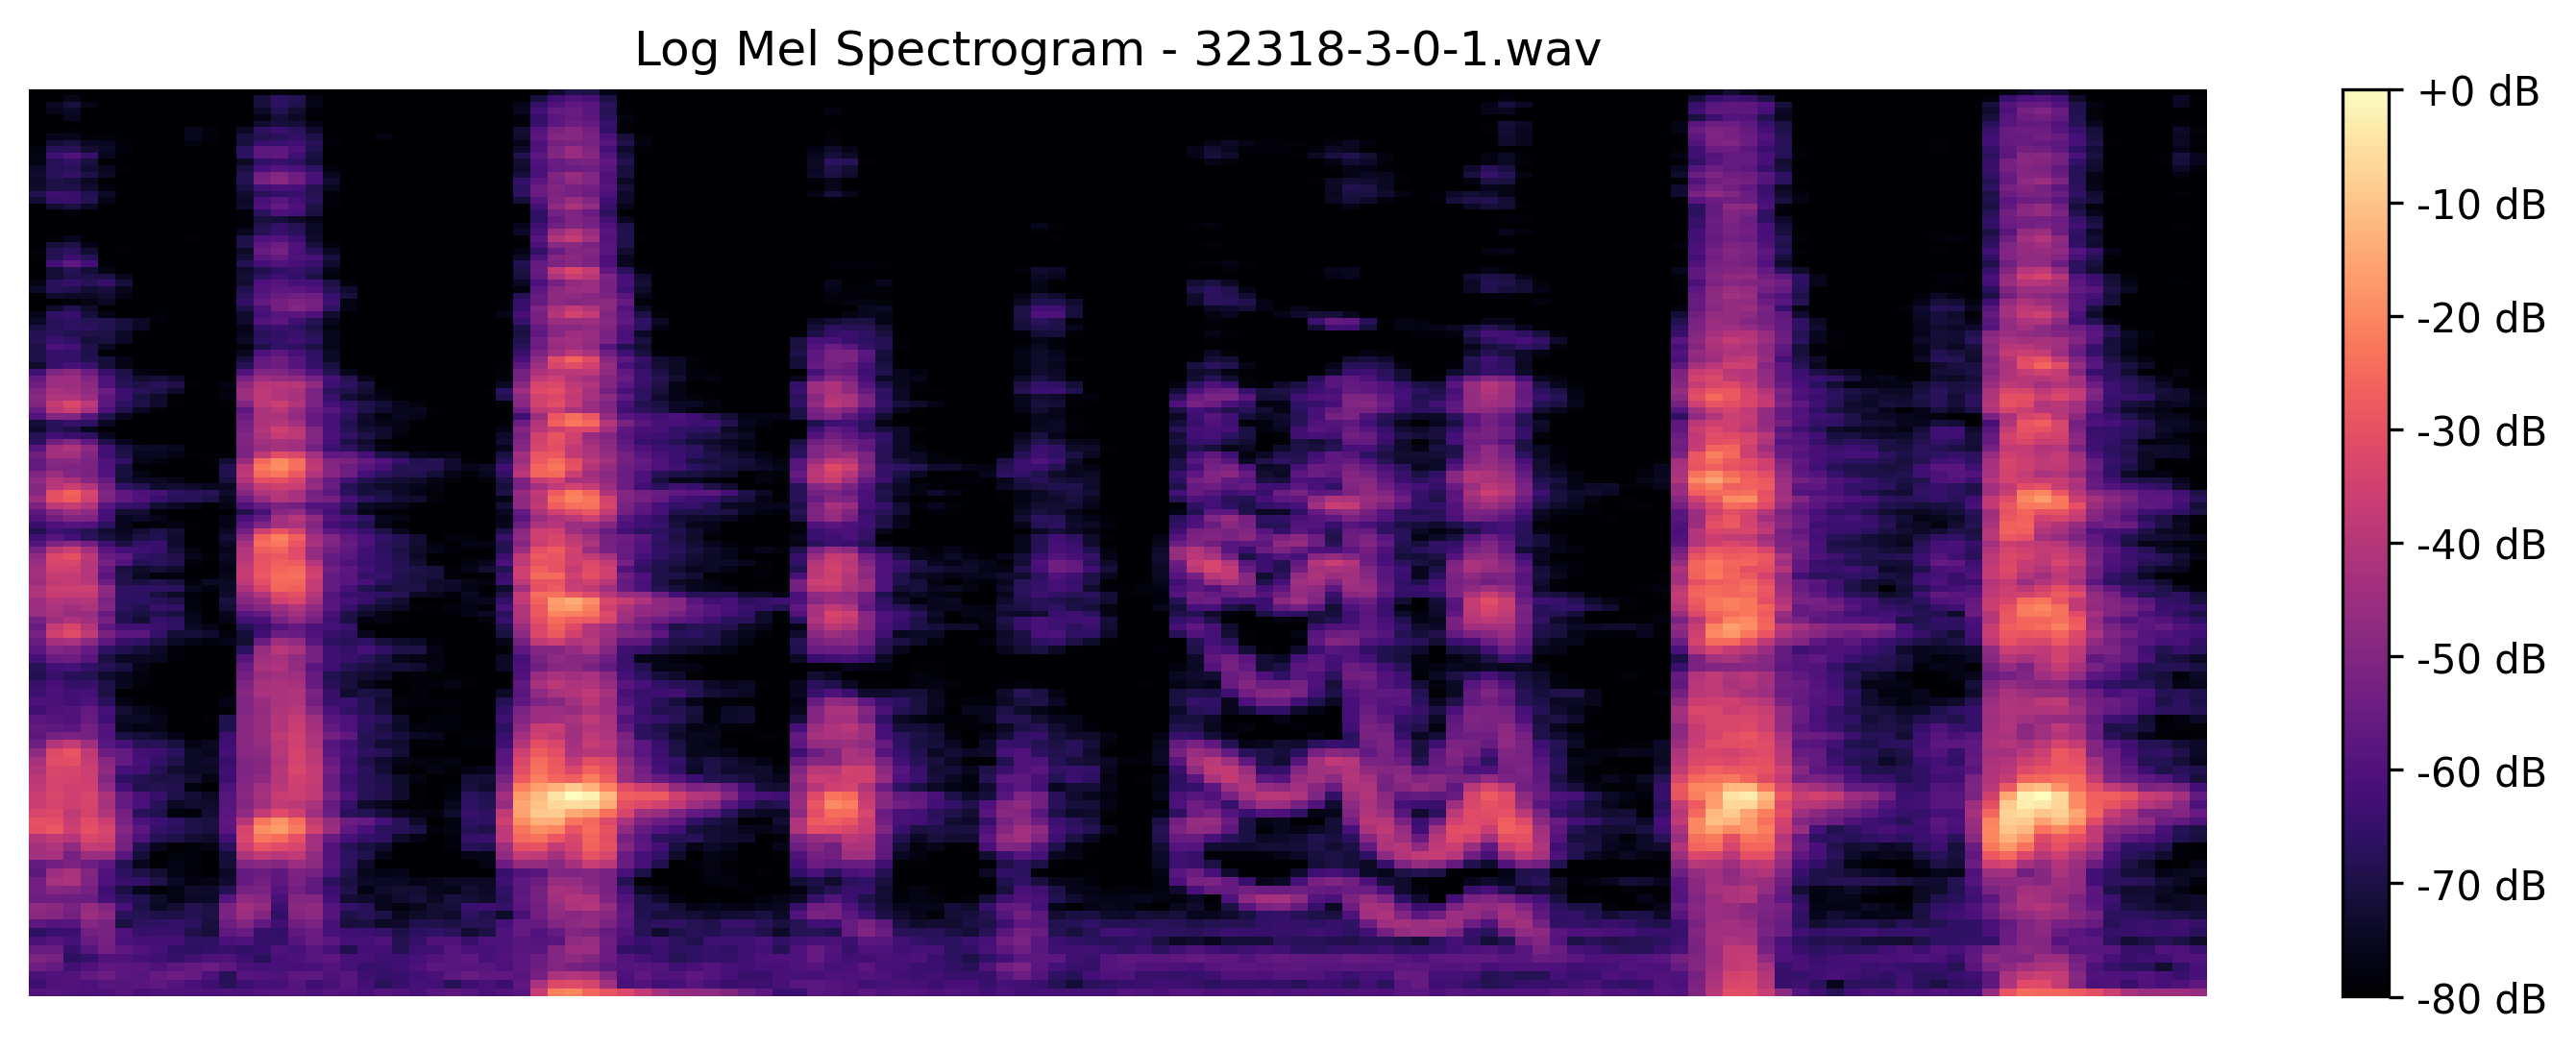 Log Mel Spectrogram - 32318-3-0-1.wav
+0 dB
-10 dB
-20 dB
-30 dB
-40 dB
-50 dB
-60 dB
-70 dB
-80 dB